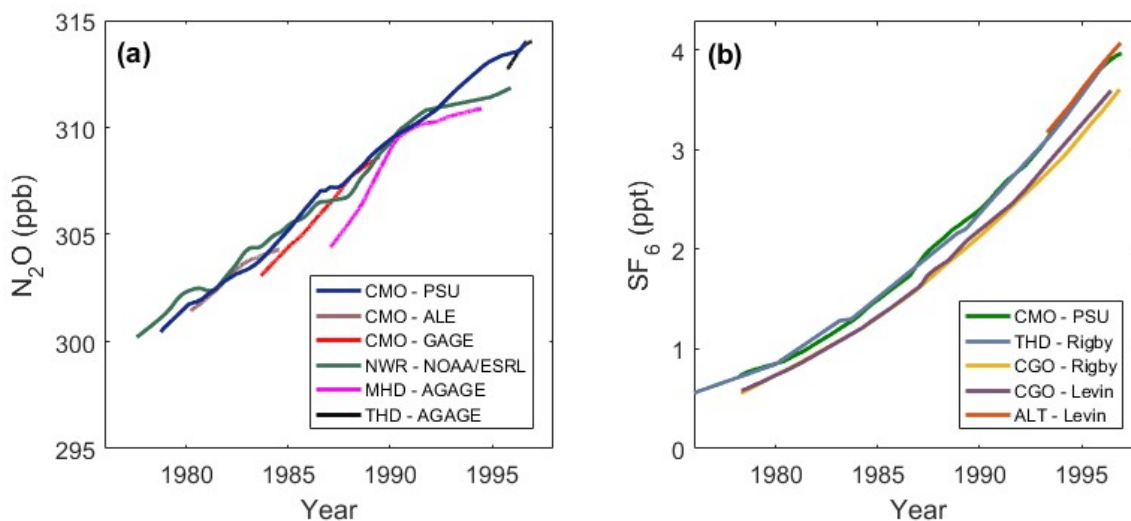 (a)
315
310
305
300
295
N2O (ppb)
1980 1985 1990 1995
Year
CMO - PSU
CMO - ALE
CMO - GAGE
NWR - NOAA/ESRL
MHD - AGAGE
THD - AGAGE
(b)
4
3
2
1
0
SF6 (ppt)
1980 1985 1990 1995
Year
CMO - PSU
THD - Rigby
CGO - Rigby
CGO - Levin
ALT - Levin